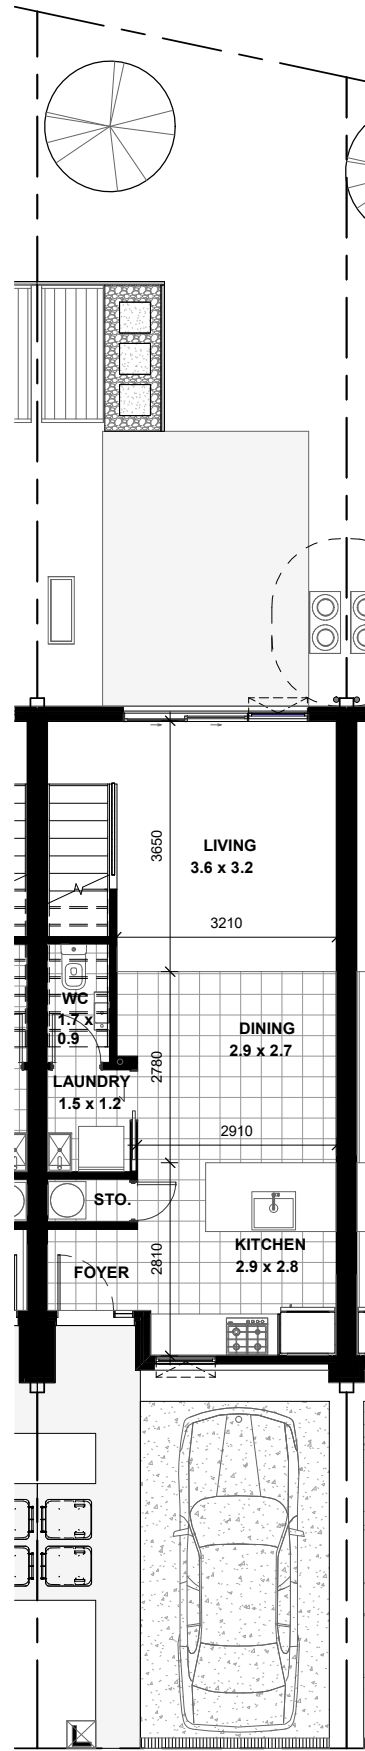 3650
LIVING
3.6 x 3.2
3210
WC
1.7 x
0.9
DINING
2.9 x 2.7
2780
LAUNDRY
1.5 x 1.2
2910
STO.
KITCHEN
2.9 x 2.8
2810
FOYER
L